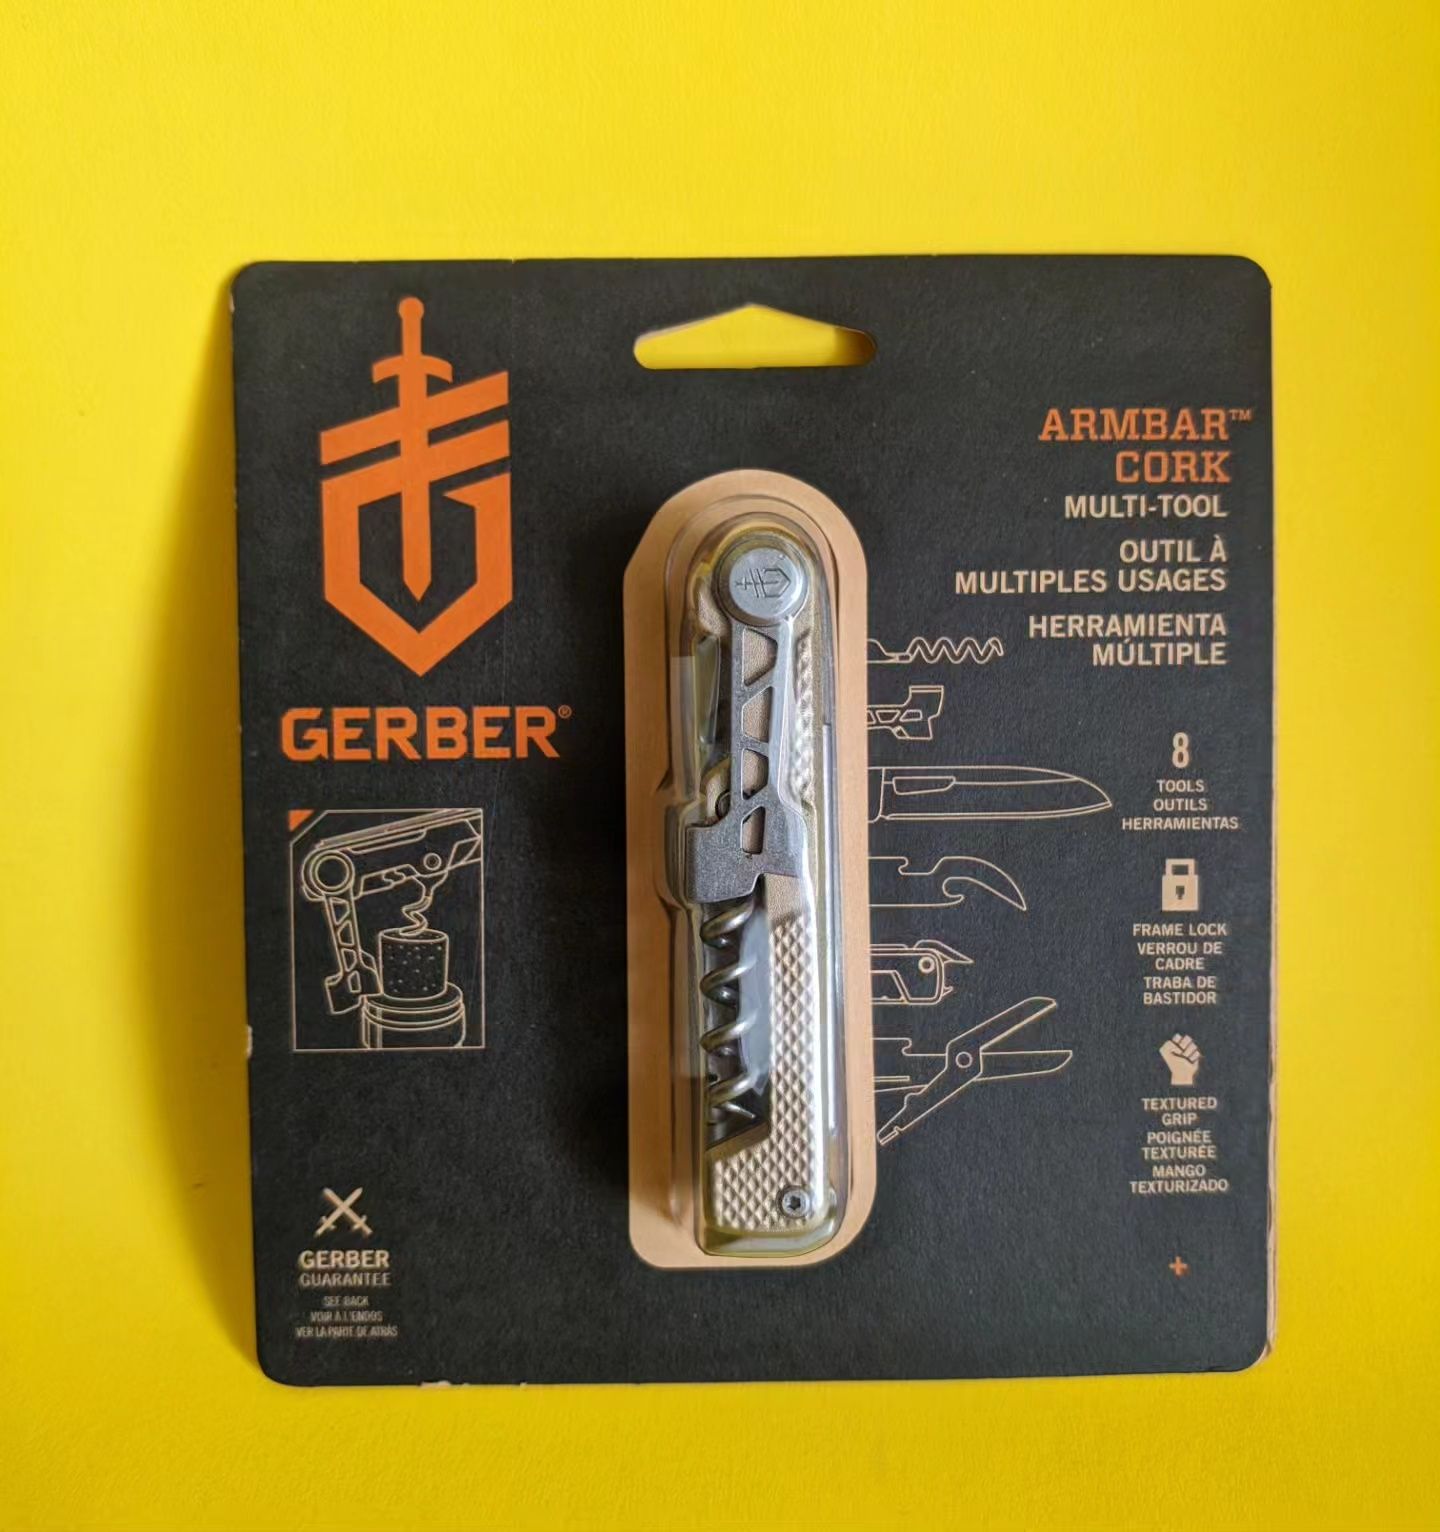 GERBER®
ARMBAR™
CORK
MULTI-TOOL
OUTIL À
MULTIPLES USAGES
HERRAMIENTA
MÚLTIPLE
8
TOOLS
OUTILS
HERRAMIENTAS
FRAME LOCK
VERROU DE
CADRE
TRABA DE
BASTIDOR
TEXTURED
GRIP
POIGNÉE
TEXTURÉE
MANGO
TEXTURIZADO
GERBER
GUARANTEE
SEE BACK
VOIR À L'ENDOS
VER LA PARTE DE ATRÁS